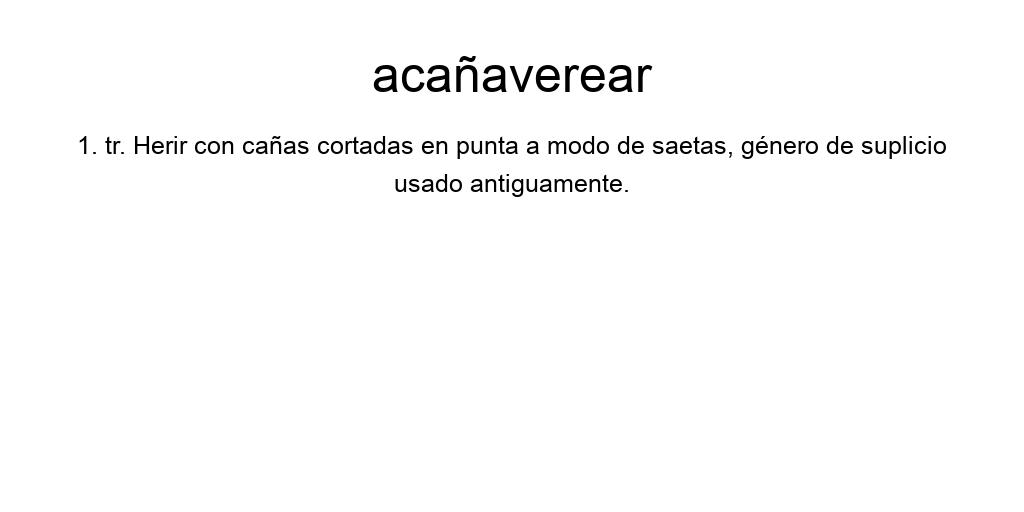 acañaverear
1. tr. Herir con cañas cortadas en punta a modo de saetas, género de suplicio
usado antiguamente.